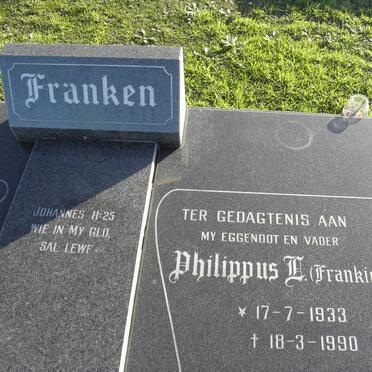 Franken
JOHANNES 11:25
WIE IN MY GLO,
SAL LEWE
TER GEDAGTENIS AAN
MY EGGENOOT EN VADER
Philippus E. (Frankie
* 17-7-1933
† 18-3-1990